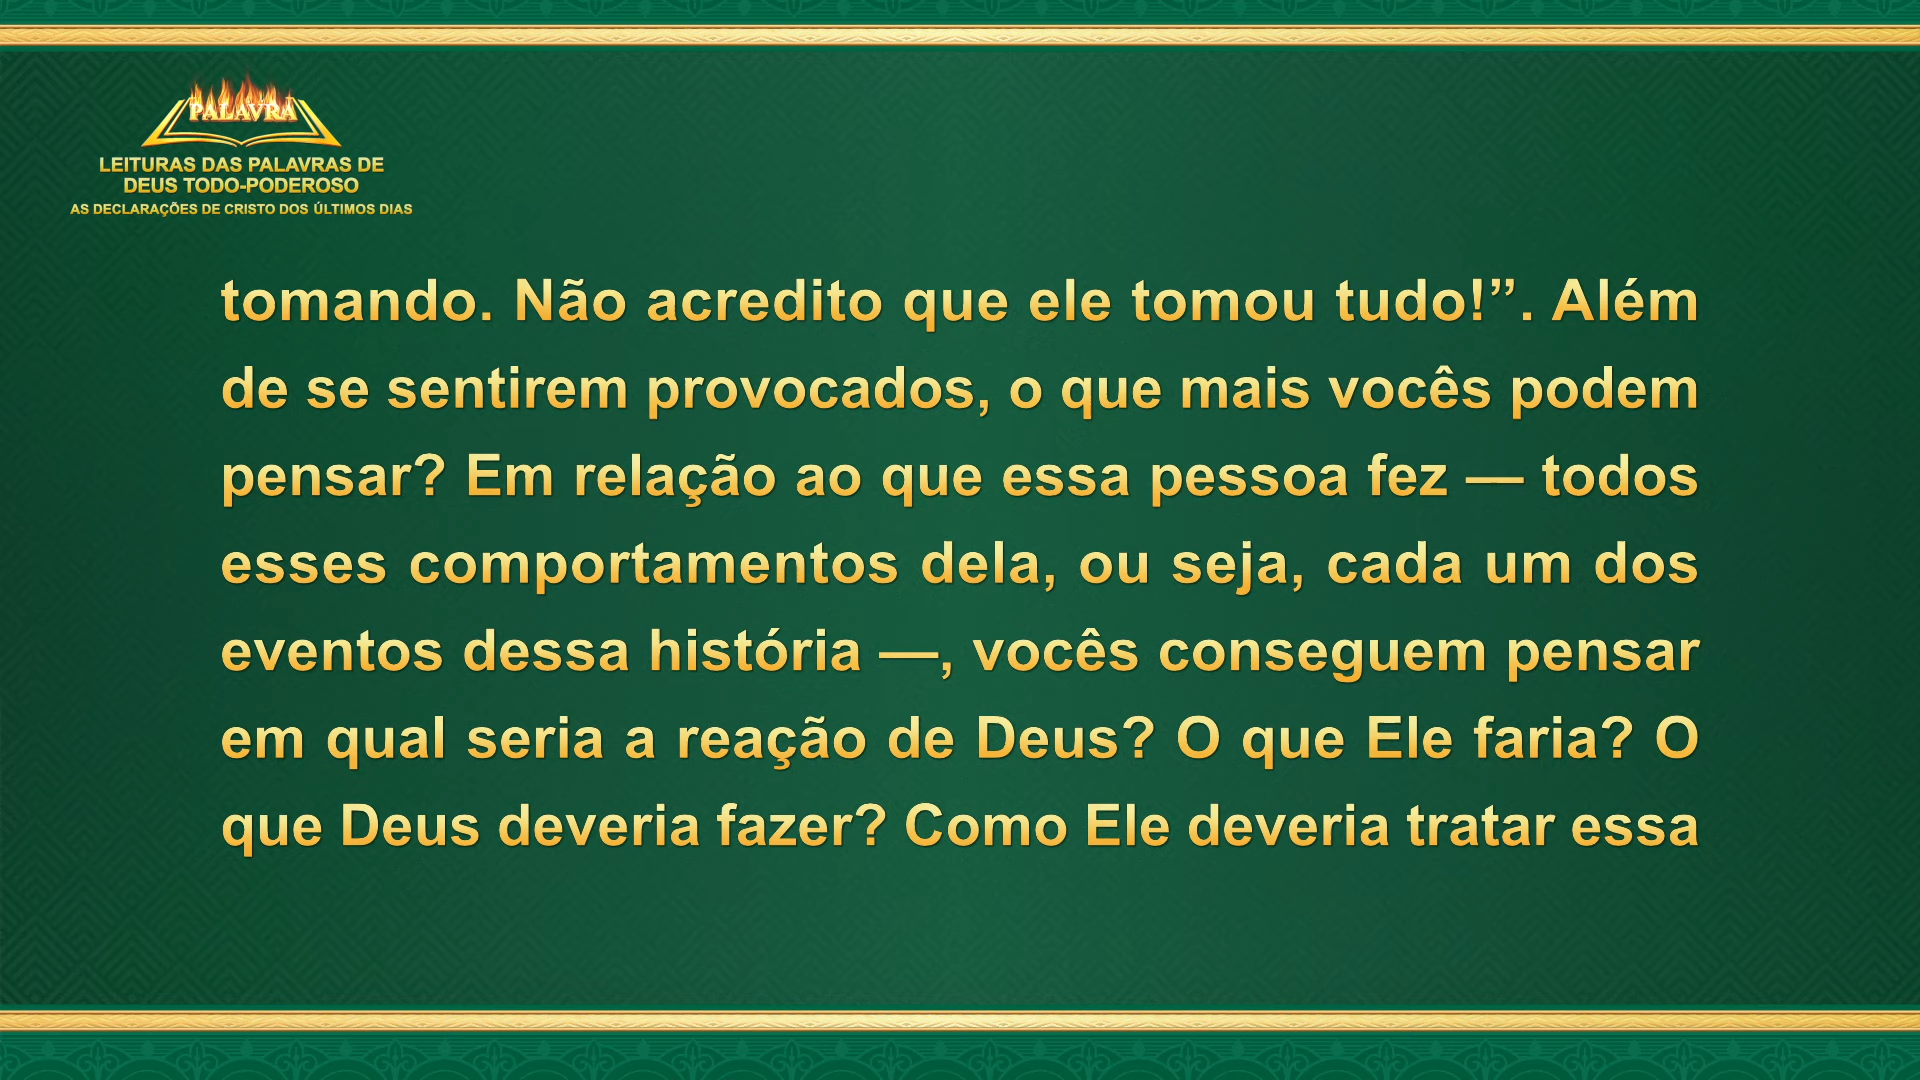 PALAVRA
LEITURAS DAS PALAVRAS DE
DEUS TODO-PODEROSO
AS DECLARAÇÕES DE CRISTO DOS ÚLTIMOS DIAS
tomando. Não acredito que ele tomou tudo!”. Além
de se sentirem provocados, o que mais vocês podem
pensar? Em relação ao que essa pessoa fez — todos
esses comportamentos dela, ou seja, cada um dos
eventos dessa história —, vocês conseguem pensar
em qual seria a reação de Deus? O que Ele faria? O
que Deus deveria fazer? Como Ele deveria tratar essa